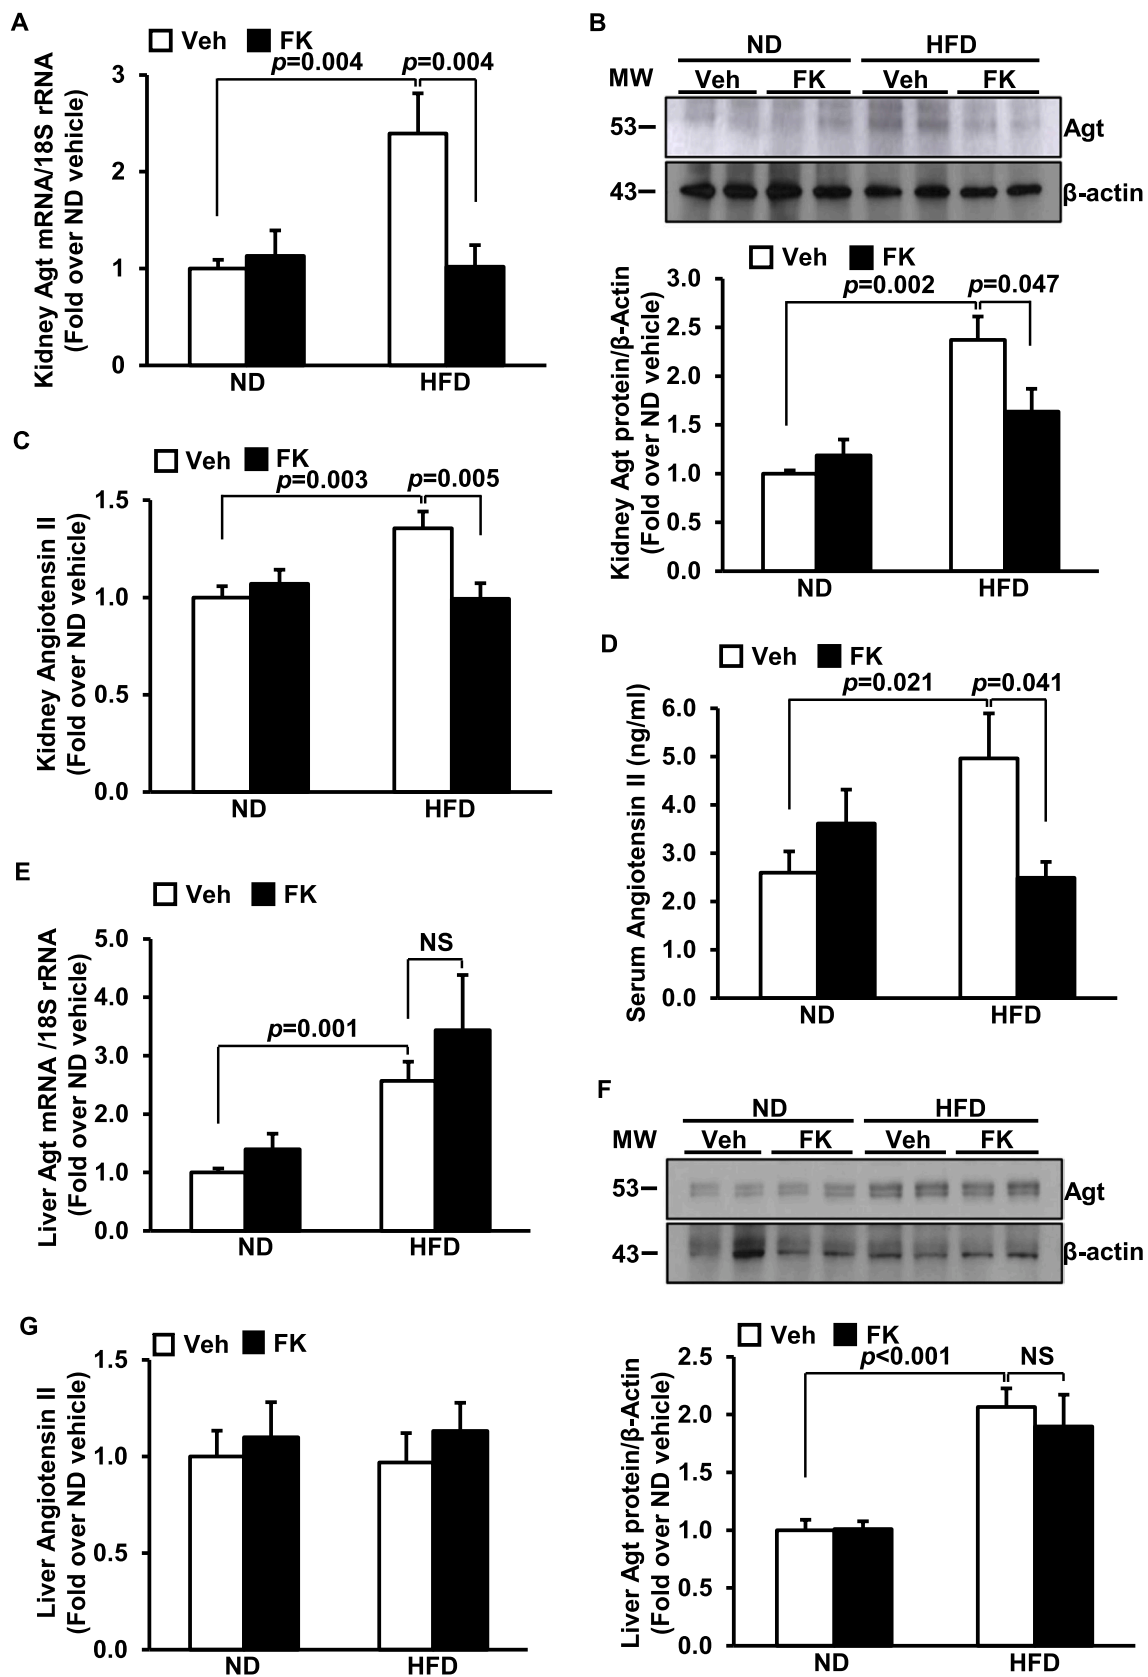 A
Veh FK
p=0.004 p=0.004
Kidney Agt mRNA/18S rRNA
(Fold over ND vehicle)
3
2
1
0
ND HFD
B
ND HFD
MW Veh FK Veh FK
53 Agt
43 β-actin
Veh FK
p=0.002 p=0.047
Kidney Agt protein/β-Actin
(Fold over ND vehicle)
3.0
2.5
2.0
1.5
1.0
0.5
0.0
ND HFD
C
Veh FK
p=0.003 p=0.005
Kidney Angiotensin II
(Fold over ND vehicle)
1.5
1.0
0.5
0.0
ND HFD
D
Veh FK
p=0.021 p=0.041
Serum Angiotensin II (ng/ml)
6.0
5.0
4.0
3.0
2.0
1.0
0.0
ND HFD
E
Veh FK
NS
p=0.001
Liver Agt mRNA /18S rRNA
(Fold over ND vehicle)
5.0
4.0
3.0
2.0
1.0
0.0
ND HFD
F
ND HFD
MW Veh FK Veh FK
53 Agt
43 β-actin
Veh FK
p<0.001 NS
Liver Agt protein/β-Actin
(Fold over ND vehicle)
2.5
2.0
1.5
1.0
0.5
0.0
ND HFD
G
Veh FK
Liver Angiotensin II
(Fold over ND vehicle)
1.5
1.0
0.5
0.0
ND HFD